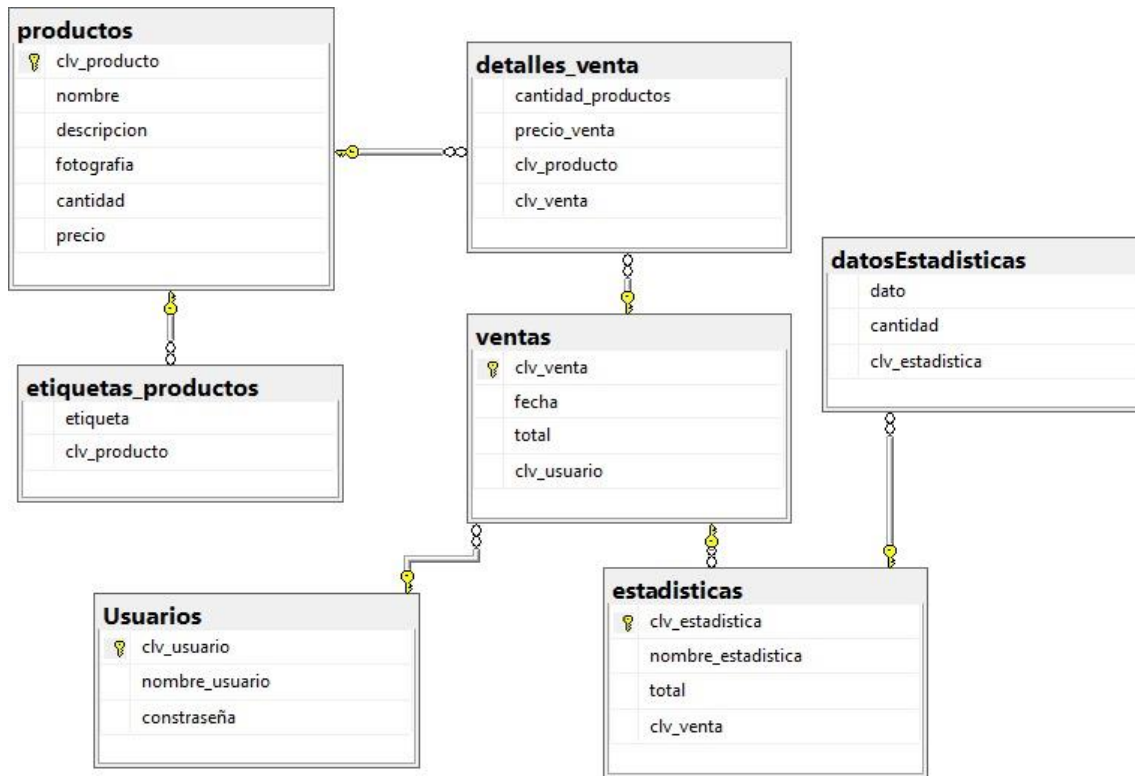 productos
clv_producto
nombre
descripcion
fotografia
cantidad
precio
detalles_venta
cantidad_productos
precio_venta
clv_producto
clv_venta
datosEstadisticas
dato
cantidad
clv_estadistica
ventas
clv_venta
fecha
total
clv_usuario
etiquetas_productos
etiqueta
clv_producto
Usuarios
clv_usuario
nombre_usuario
constraseña
estadisticas
clv_estadistica
nombre_estadistica
total
clv_venta